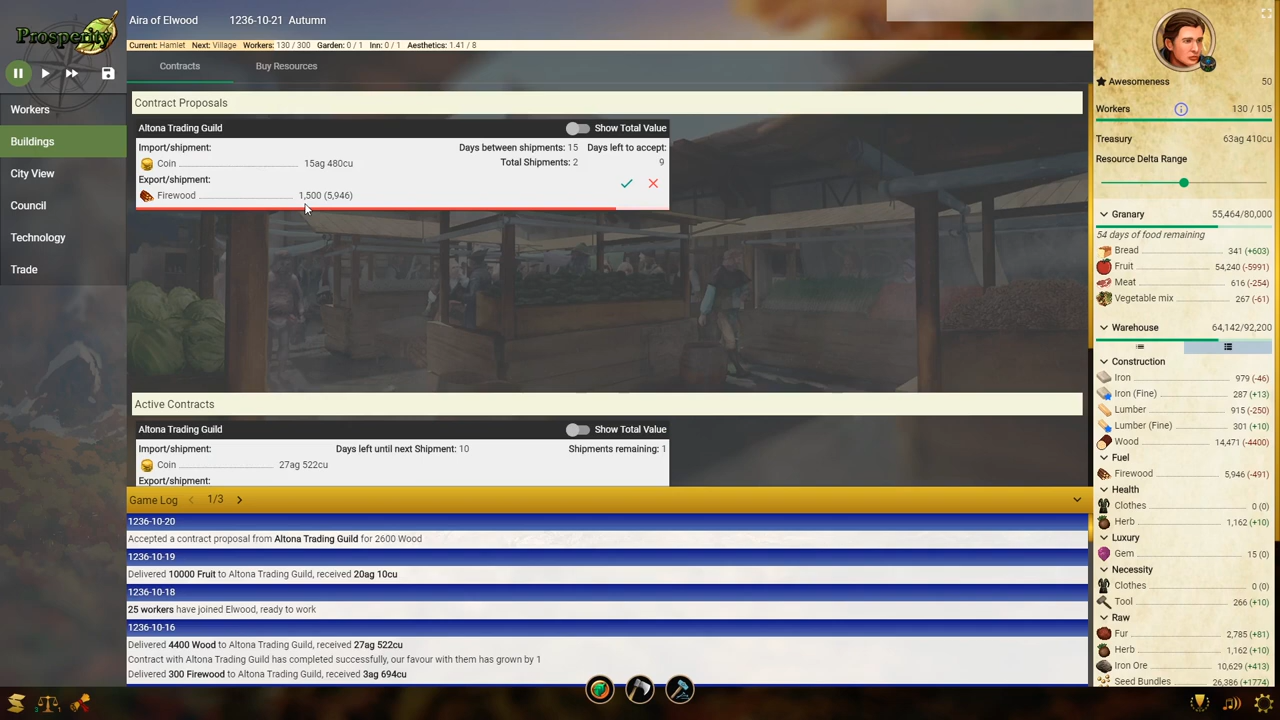 Prosperity
Aira of Elwood 1236-10-21 Autumn
Current: Hamlet Next: Village Workers: 130 / 300 Garden: 0 / 1 Inn: 0 / 1 Aesthetics: 1.41 / 8
Contracts Buy Resources
Workers
Buildings
City View
Council
Technology
Trade
Contract Proposals
Altona Trading Guild Show Total Value
Import/shipment: Days between shipments: 15 Days left to accept:
Coin 15ag 480cu Total Shipments: 2 9
Export/shipment:
Firewood 1,500 (5,946)
Active Contracts
Altona Trading Guild Show Total Value
Import/shipment: Days left until next Shipment: 10 Shipments remaining: 1
Coin 27ag 522cu
Export/shipment:
Game Log 1/3
1236-10-20
Accepted a contract proposal from Altona Trading Guild for 2600 Wood
1236-10-19
Delivered 10000 Fruit to Altona Trading Guild, received 20ag 10cu
1236-10-18
25 workers have joined Elwood, ready to work
1236-10-16
Delivered 4400 Wood to Altona Trading Guild, received 27ag 522cu
Contract with Altona Trading Guild has completed successfully, our favour with them has grown by 1
Delivered 300 Firewood to Altona Trading Guild, received 3ag 694cu
Awesomeness 50
Workers 130 / 105
Treasury 63ag 410cu
Resource Delta Range
Granary 55,464/80,000
54 days of food remaining
Bread 341 (+603)
Fruit 54,240 (-5991)
Meat 616 (-254)
Vegetable mix 267 (-61)
Warehouse 64,142/92,200
Construction
Iron 979 (-46)
Iron (Fine) 287 (+13)
Lumber 915 (-250)
Lumber (Fine) 301 (+10)
Wood 14,471 (-4400)
Fuel
Firewood 5,946 (-491)
Health
Clothes 0 (0)
Herb 1,162 (+10)
Luxury
Gem 15 (0)
Necessity
Clothes 0 (0)
Tool 266 (+10)
Raw
Fur 2,785 (+81)
Herb 1,162 (+10)
Iron Ore 10,629 (+413)
Seed Bundles 26,386 (+1774)